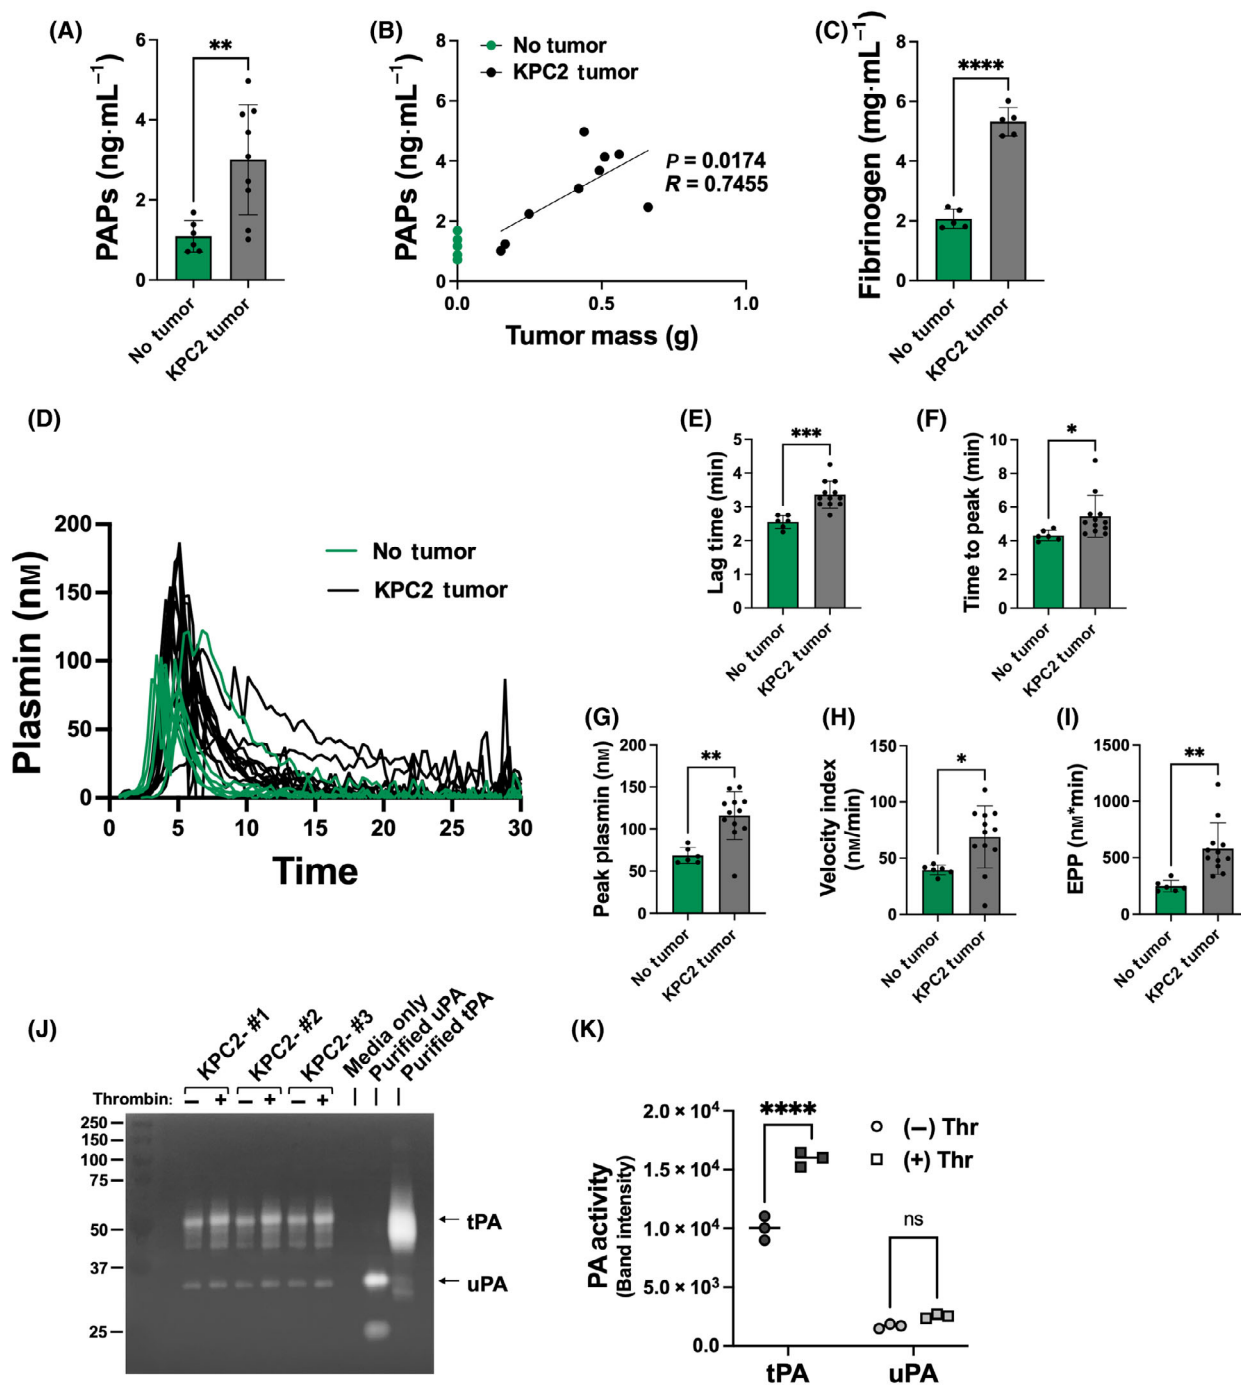 (A)
PAPs (ng·mL⁻¹)
6
4
2
0
**
No tumor
KPC2 tumor
(B)
PAPs (ng·mL⁻¹)
8
6
4
2
0
No tumor
KPC2 tumor
P = 0.0174
R = 0.7455
0.0
0.5
1.0
Tumor mass (g)
(C)
Fibrinogen (mg·mL⁻¹)
8
6
4
2
0
****
No tumor
KPC2 tumor
(D)
Plasmin (nM)
200
150
100
50
0
No tumor
KPC2 tumor
0
5
10
15
20
25
30
Time
(E)
Lag time (min)
5
4
3
2
1
0
***
No tumor
KPC2 tumor
(F)
Time to peak (min)
10
8
6
4
2
0
*
No tumor
KPC2 tumor
(G)
Peak plasmin (nM)
200
150
100
50
0
**
No tumor
KPC2 tumor
(H)
Velocity index
(nM/min)
150
100
50
0
*
No tumor
KPC2 tumor
(I)
EPP (nM*min)
1500
1000
500
0
**
No tumor
KPC2 tumor
(J)
KPC2- #1
KPC2- #2
KPC2- #3
Media only
Purified uPA
Purified tPA
Thrombin: – + – + – +
250
150
100
75
50
37
25
tPA
uPA
(K)
PA activity
(Band intensity)
2.0 × 10⁴
1.5 × 10⁴
1.0 × 10⁴
5.0 × 10³
0.0
****
ns
(–) Thr
(+) Thr
tPA
uPA